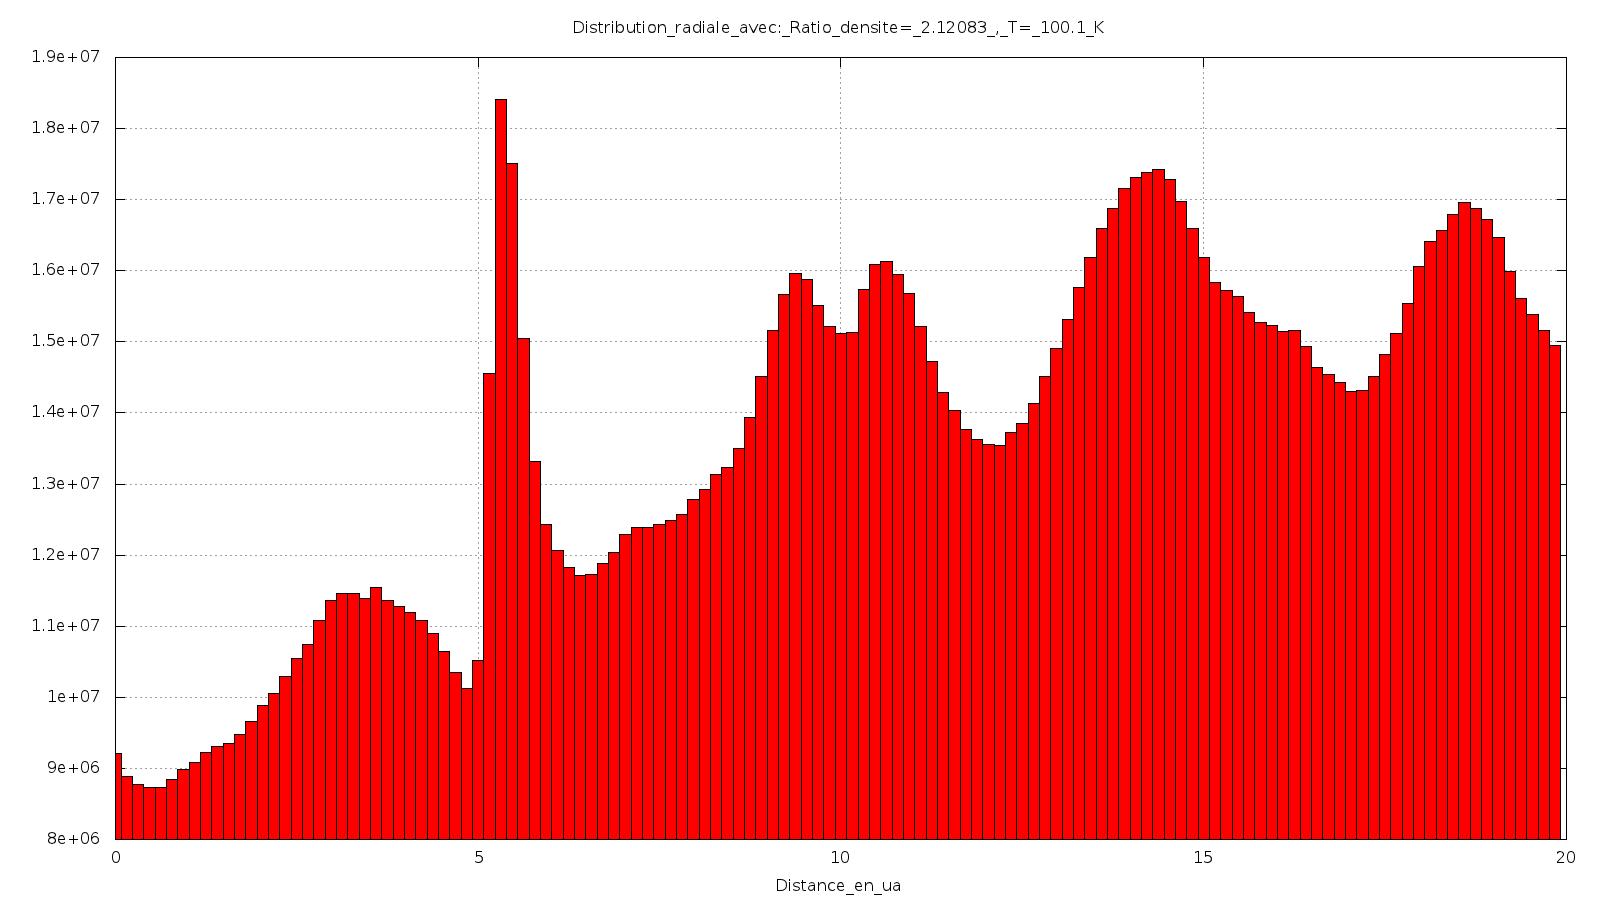 Distribution_radiale_avec:_Ratio_densite=_2.12083_,_T=_100.1_K
1.9e+07
1.8e+07
1.7e+07
1.6e+07
1.5e+07
1.4e+07
1.3e+07
1.2e+07
1.1e+07
1e+07
9e+06
8e+06
0 5 10 15 20
Distance_en_ua